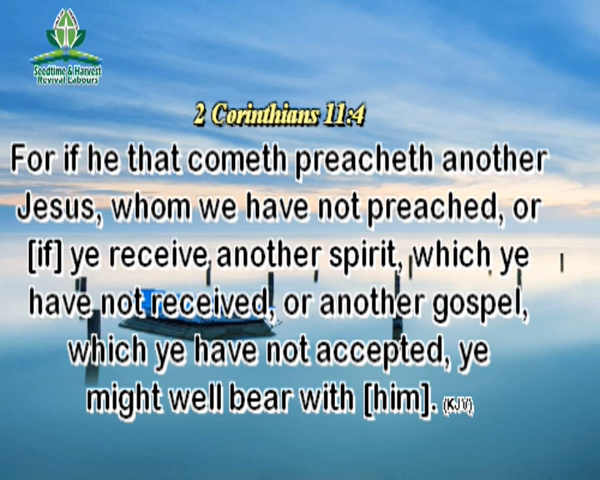 Seedtime & Harvest
Revival Labours
2 Corinthians 11:4
For if he that cometh preacheth another
Jesus, whom we have not preached, or
[if] ye receive another spirit, which ye
have not received, or another gospel,
which ye have not accepted, ye
might well bear with [him]. (KJV)